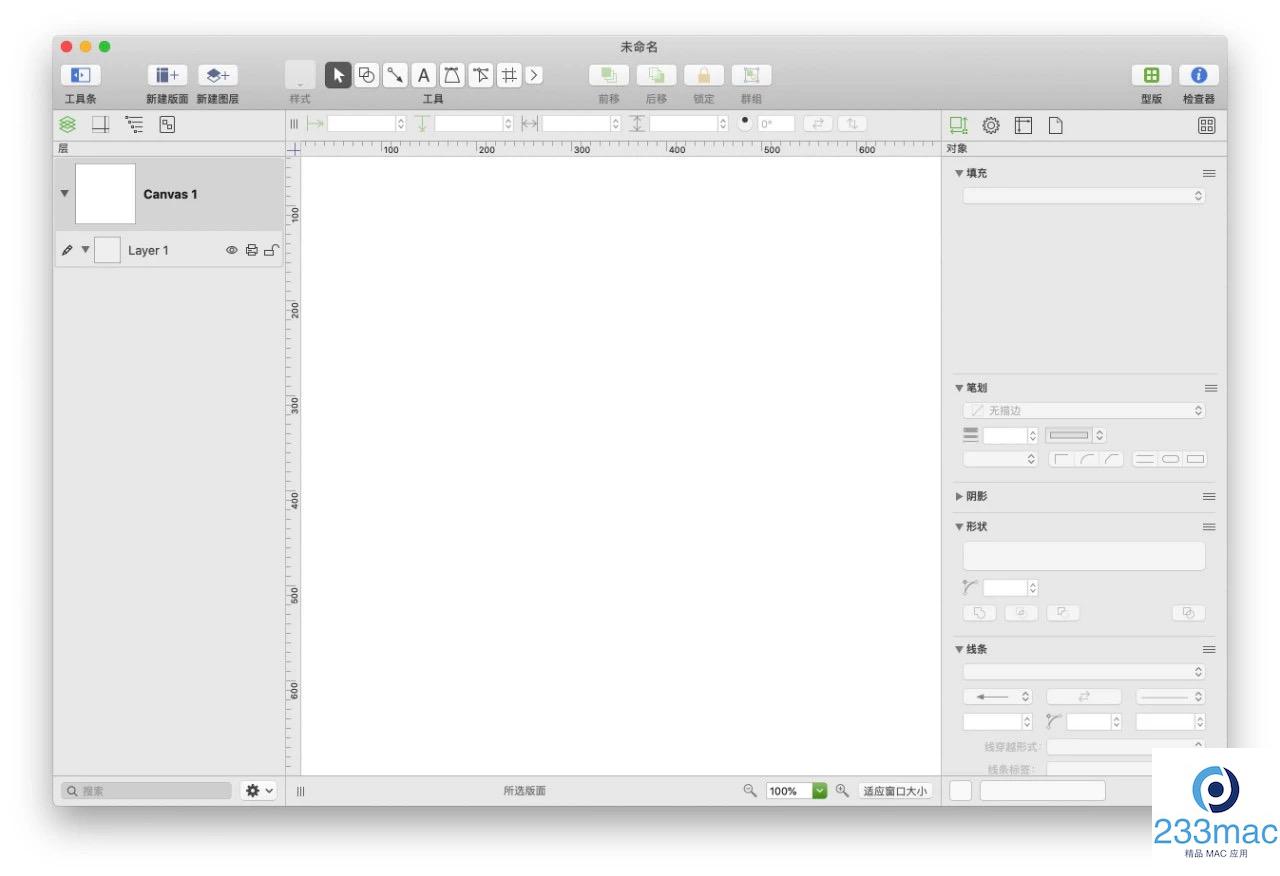 未命名
工具条
新建版面 新建图层
样式
工具
前移 后移 锁定 群组
型版 检查器
0°
层
100 200 300 400 500 600
对象
Canvas 1
Layer 1
100
200
300
400
500
600
填充
笔划
无描边
阴影
形状
线条
线穿越形式:
线条标签:
搜索
所选版面
100%
适应窗口大小
233mac
精品 MAC 应用